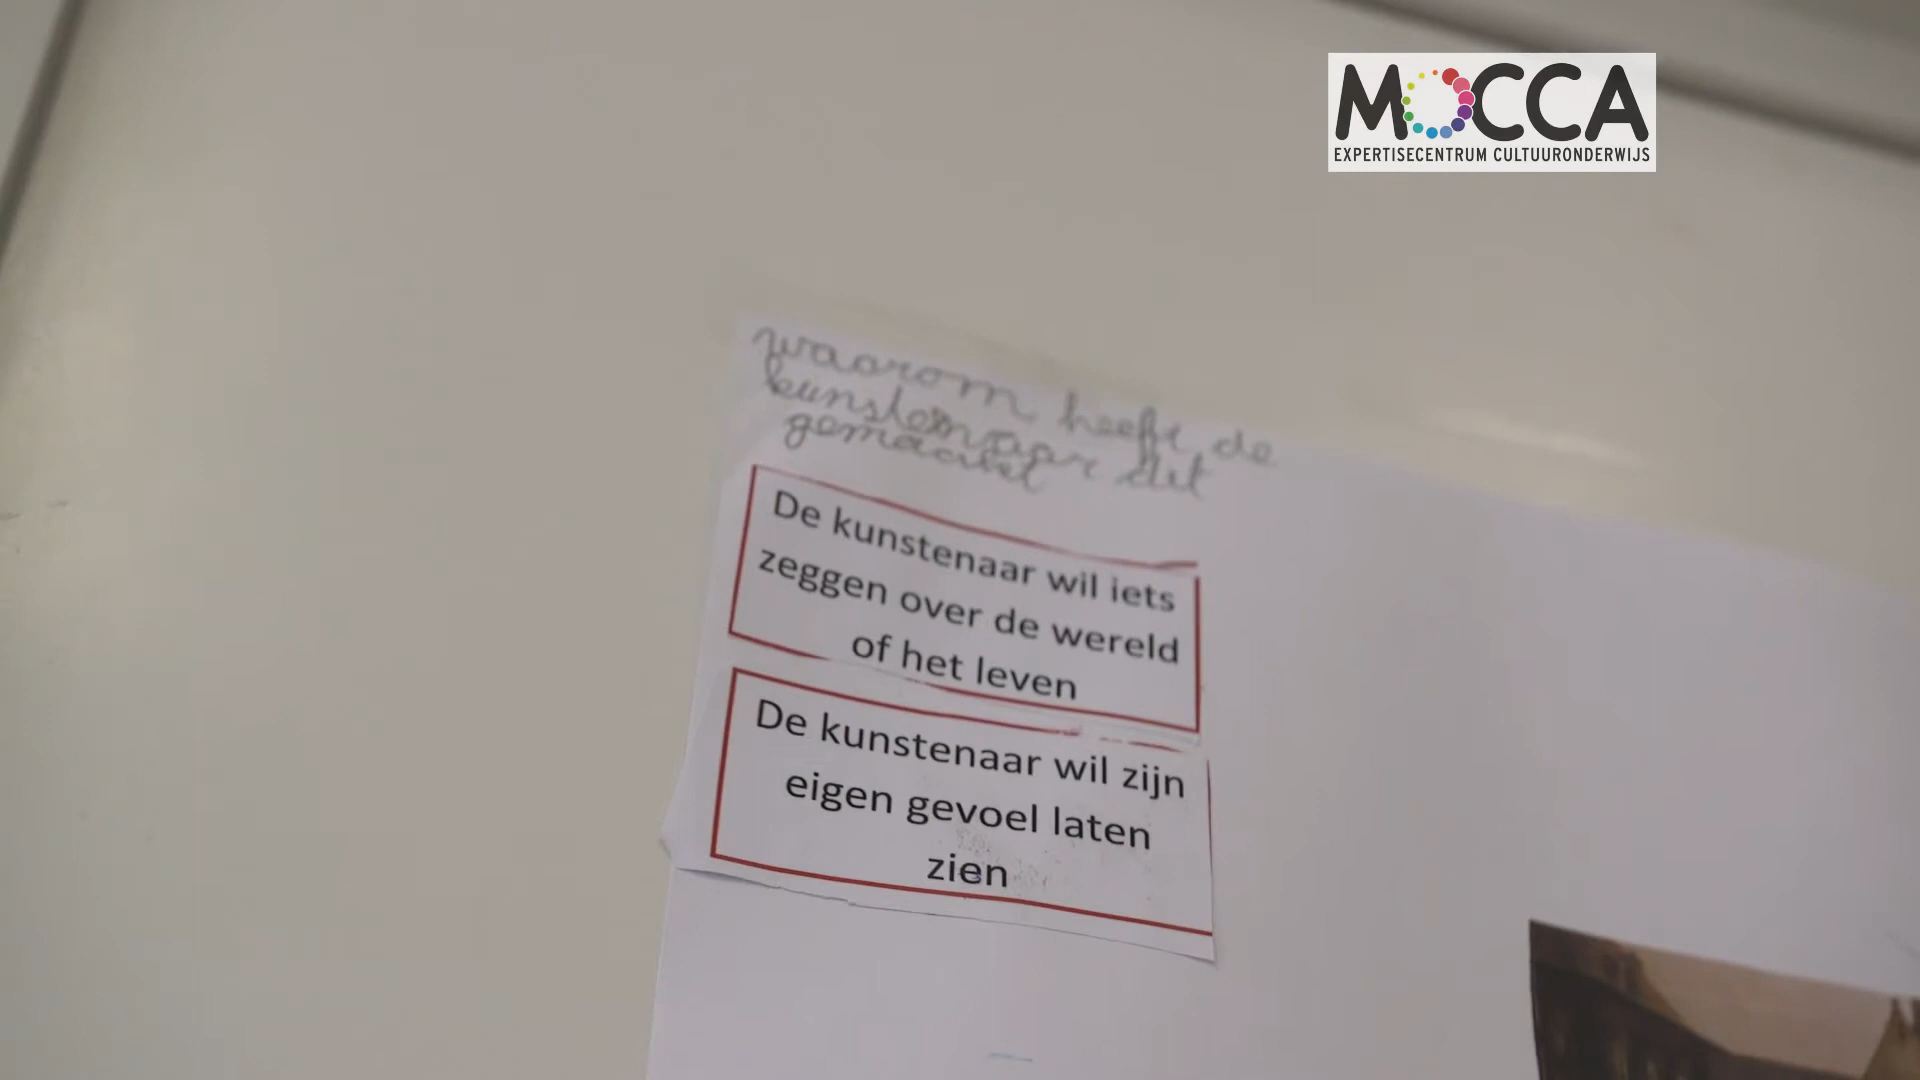 MOCCA
EXPERTISECENTRUM CULTUURONDERWIJS
waarom heeft de
kunstenaar dit
gemaakt
De kunstenaar wil iets
zeggen over de wereld
of het leven
De kunstenaar wil zijn
eigen gevoel laten
zien